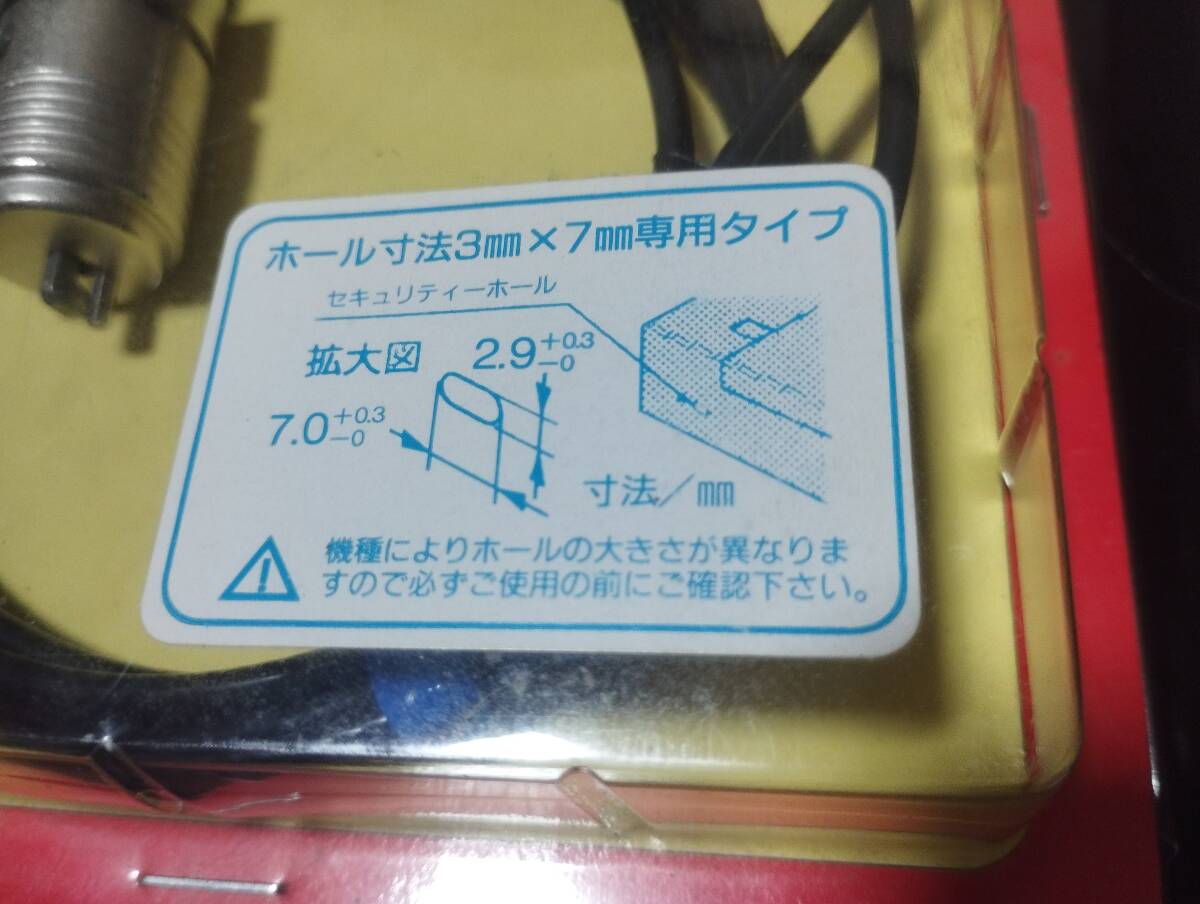 ホール寸法3㎜×7㎜専用タイプ
セキュリティーホール
拡大図
2.9 +0.3 -0
7.0 +0.3 -0
寸法/㎜
機種によりホールの大きさが異なりま
すので必ずご使用の前にご確認下さい。